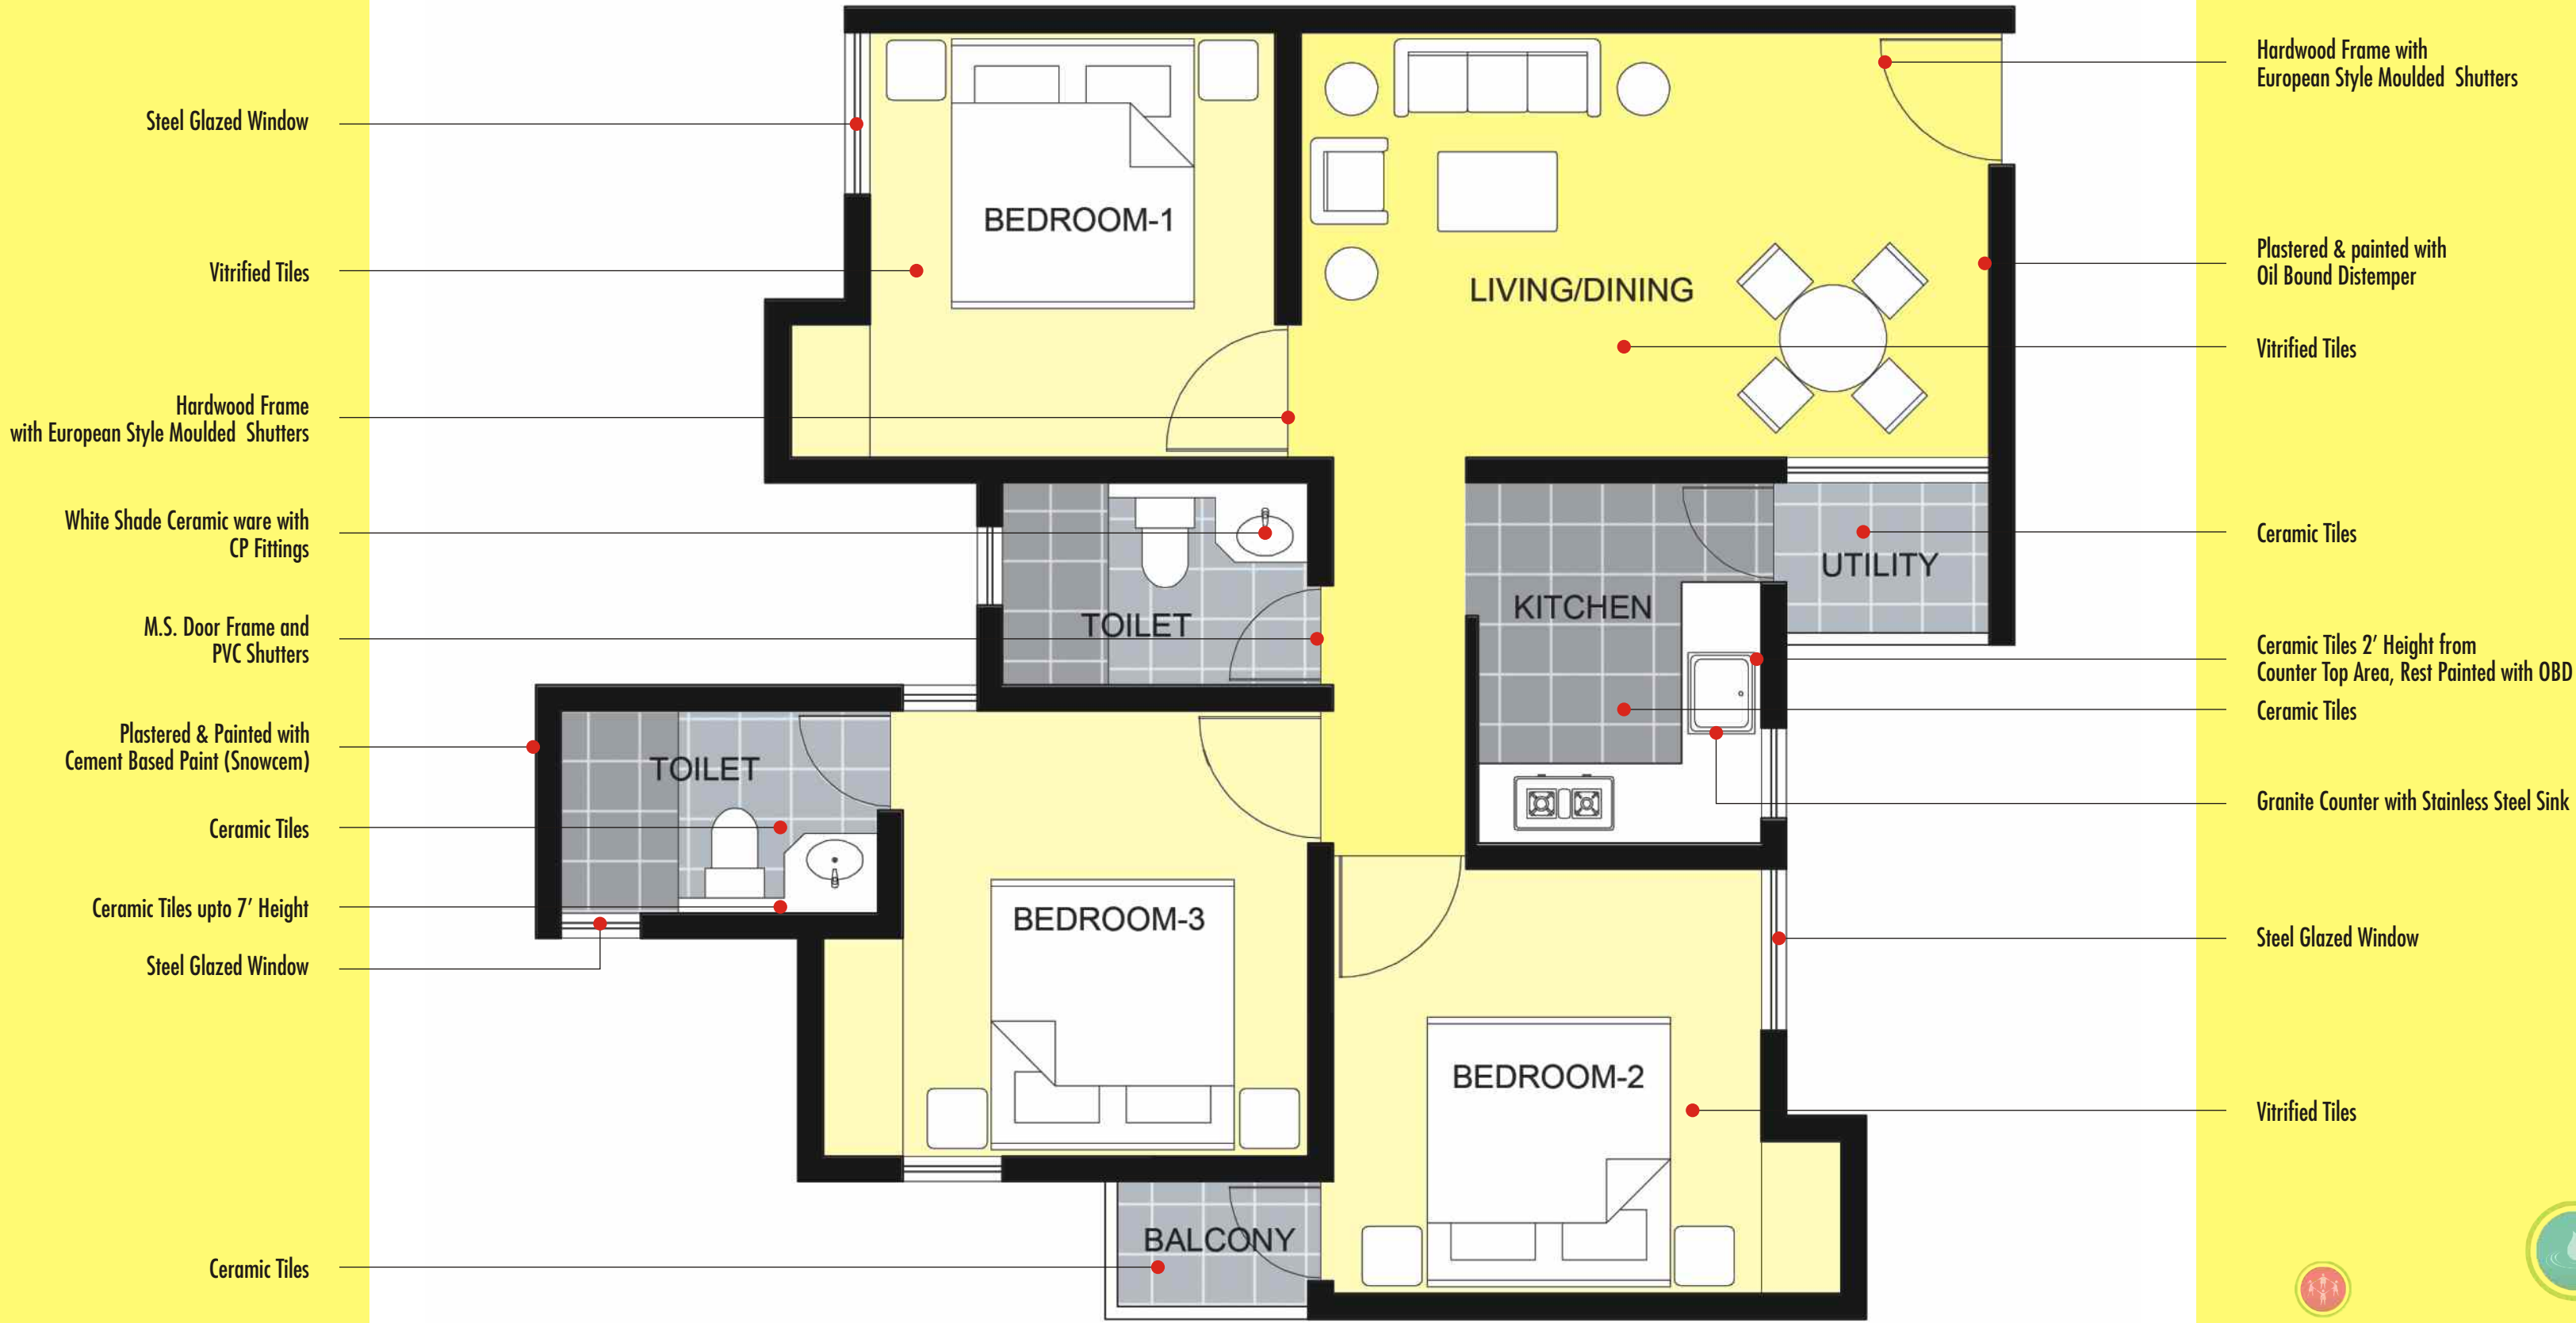 Steel Glazed Window
Vitrified Tiles
Hardwood Frame
with European Style Moulded Shutters
White Shade Ceramic ware with
CP Fittings
M.S. Door Frame and
PVC Shutters
Plastered & Painted with
Cement Based Paint (Snowcem)
Ceramic Tiles
Ceramic Tiles upto 7’ Height
Steel Glazed Window
Ceramic Tiles
BEDROOM-1
LIVING/DINING
TOILET
KITCHEN
UTILITY
TOILET
BEDROOM-3
BEDROOM-2
BALCONY
Hardwood Frame with
European Style Moulded Shutters
Plastered & painted with
Oil Bound Distemper
Vitrified Tiles
Ceramic Tiles
Ceramic Tiles 2’ Height from
Counter Top Area, Rest Painted with OBD
Ceramic Tiles
Granite Counter with Stainless Steel Sink
Steel Glazed Window
Vitrified Tiles